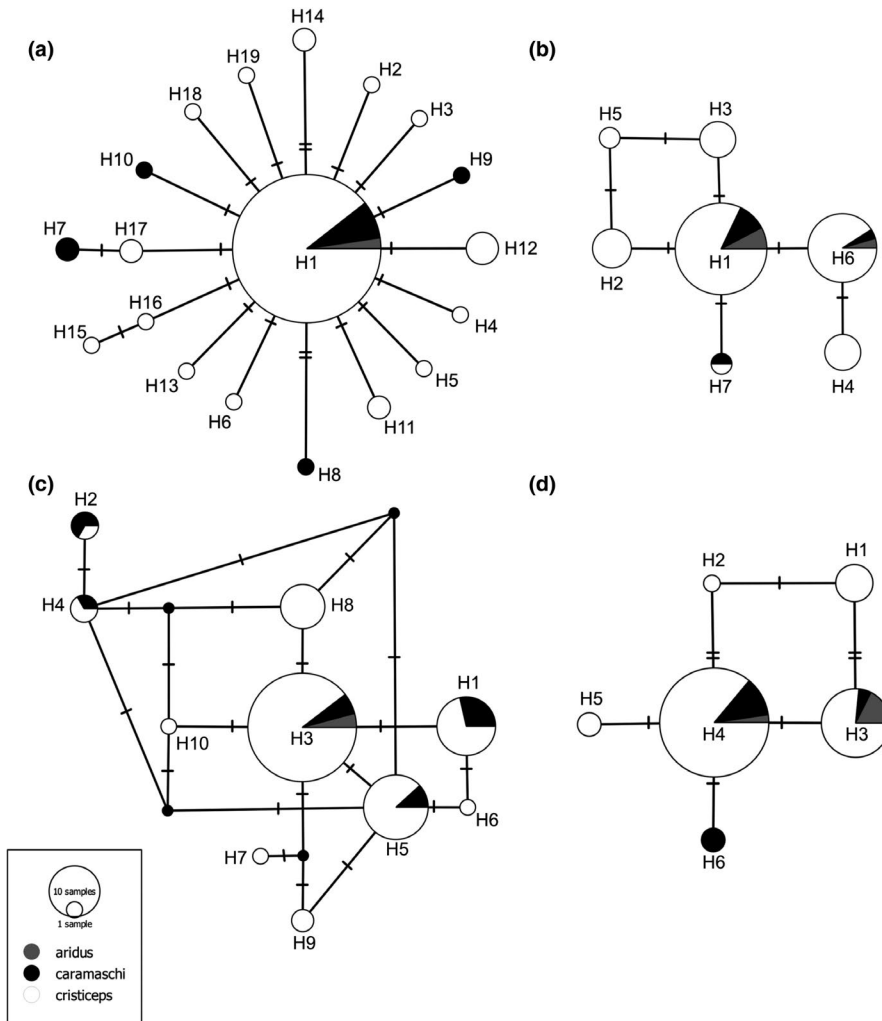 (a)
H14
H19
H2
H18
H3
H10
H9
H7
H17
H1
H12
H16
H15
H4
H13
H5
H6
H11
H8
(b)
H5
H3
H1
H6
H2
H7
H4
(c)
H2
H4
H8
H1
H10
H3
H6
H5
H7
H9
(d)
H2
H1
H5
H4
H3
H6
10 samples
1 sample
aridus
caramaschi
cristiceps